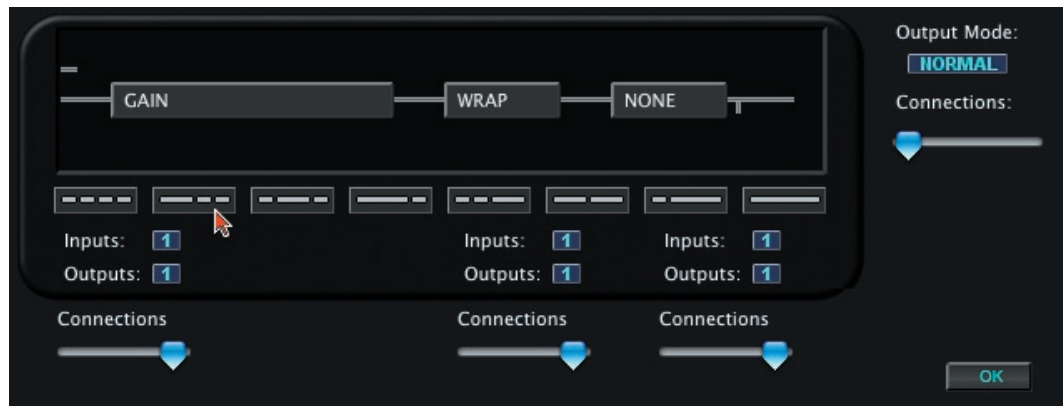 Output Mode:
NORMAL
GAIN WRAP NONE
Connections:
Inputs: 1 Inputs: 1 Inputs: 1
Outputs: 1 Outputs: 1 Outputs: 1
Connections Connections Connections
OK